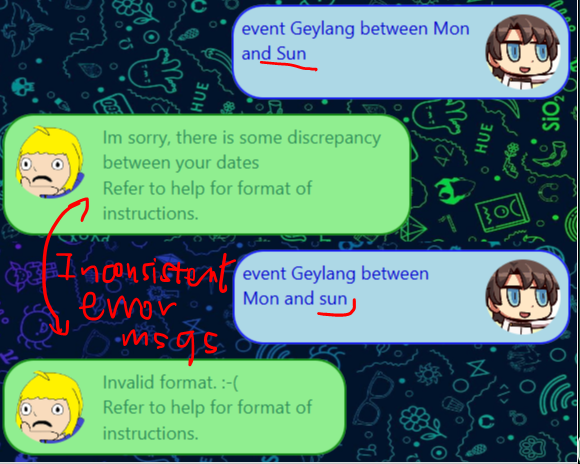 event Geylang between Mon
and Sun
Im sorry, there is some discrepancy
between your dates
Refer to help for format of
instructions.
Inconsistent
error
msgs
event Geylang between
Mon and sun
Invalid format. :-(
Refer to help for format of
instructions.
HUE
HUE
SiO2
42